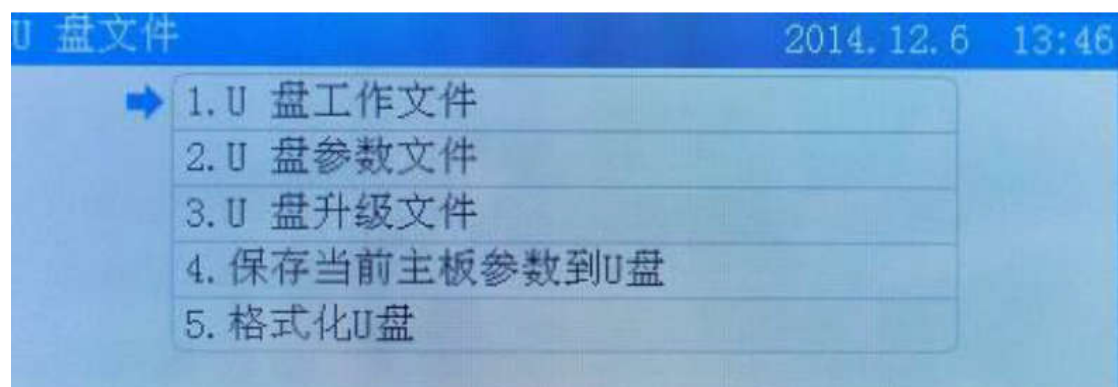 U 盘文件 2014.12.6 13:46
1.U 盘工作文件
2.U 盘参数文件
3.U 盘升级文件
4.保存当前主板参数到U盘
5.格式化U盘